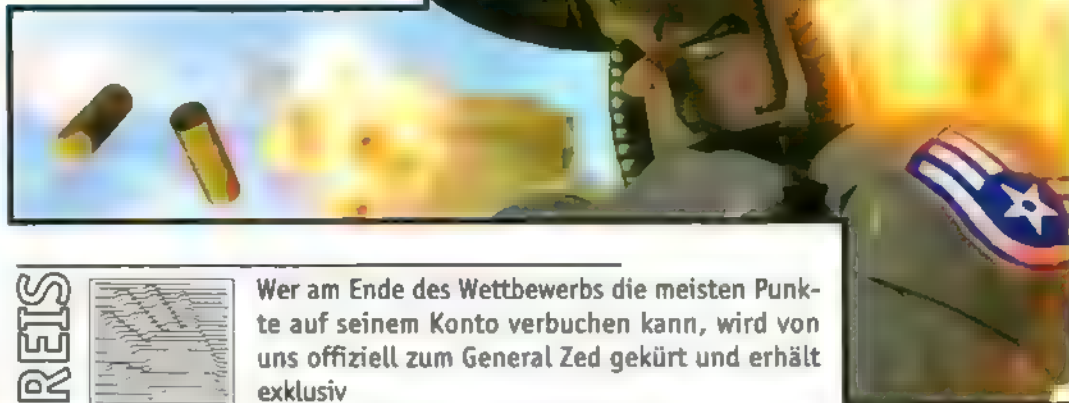 REIS
Wer am Ende des Wettbewerbs die meisten Punk-
te auf seinem Konto verbuchen kann, wird von
uns offiziell zum General Zed gekürt und erhält
exklusiv